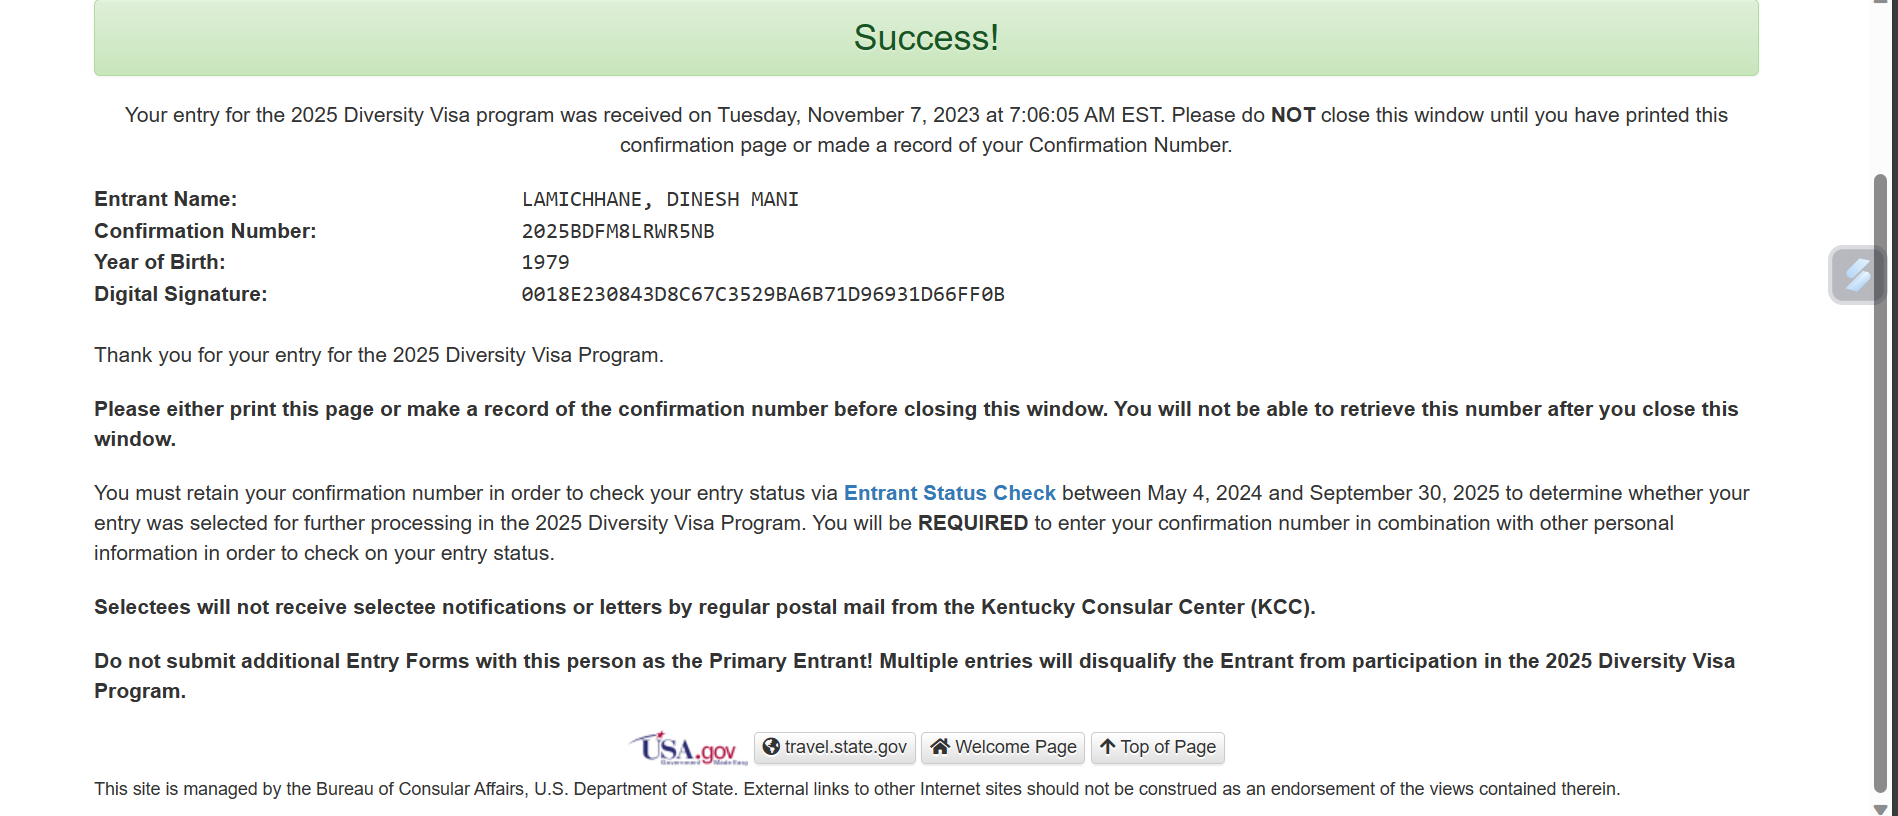 Success!
Your entry for the 2025 Diversity Visa program was received on Tuesday, November 7, 2023 at 7:06:05 AM EST. Please do NOT close this window until you have printed this
confirmation page or made a record of your Confirmation Number.
Entrant Name: LAMICHHANE, DINESH MANI
Confirmation Number: 2025BDFM8LRWR5NB
Year of Birth: 1979
Digital Signature: 0018E230843D8C67C3529BA6B71D96931D66FF0B
Thank you for your entry for the 2025 Diversity Visa Program.
Please either print this page or make a record of the confirmation number before closing this window. You will not be able to retrieve this number after you close this
window.
You must retain your confirmation number in order to check your entry status via Entrant Status Check between May 4, 2024 and September 30, 2025 to determine whether your
entry was selected for further processing in the 2025 Diversity Visa Program. You will be REQUIRED to enter your confirmation number in combination with other personal
information in order to check on your entry status.
Selectees will not receive selectee notifications or letters by regular postal mail from the Kentucky Consular Center (KCC).
Do not submit additional Entry Forms with this person as the Primary Entrant! Multiple entries will disqualify the Entrant from participation in the 2025 Diversity Visa
Program.
USA.gov travel.state.gov Welcome Page Top of Page
This site is managed by the Bureau of Consular Affairs, U.S. Department of State. External links to other Internet sites should not be construed as an endorsement of the views contained therein.